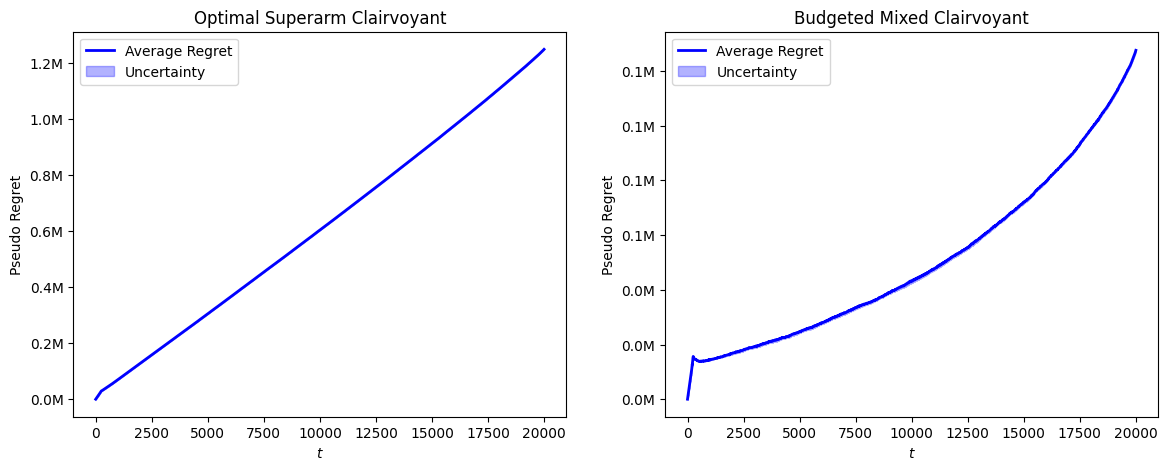 Optimal Superarm Clairvoyant
Average Regret
Uncertainty
Pseudo Regret
1.2M
1.0M
0.8M
0.6M
0.4M
0.2M
0.0M
0 2500 5000 7500 10000 12500 15000 17500 20000
t
Budgeted Mixed Clairvoyant
Average Regret
Uncertainty
Pseudo Regret
0.1M
0.1M
0.1M
0.1M
0.0M
0.0M
0.0M
0 2500 5000 7500 10000 12500 15000 17500 20000
t